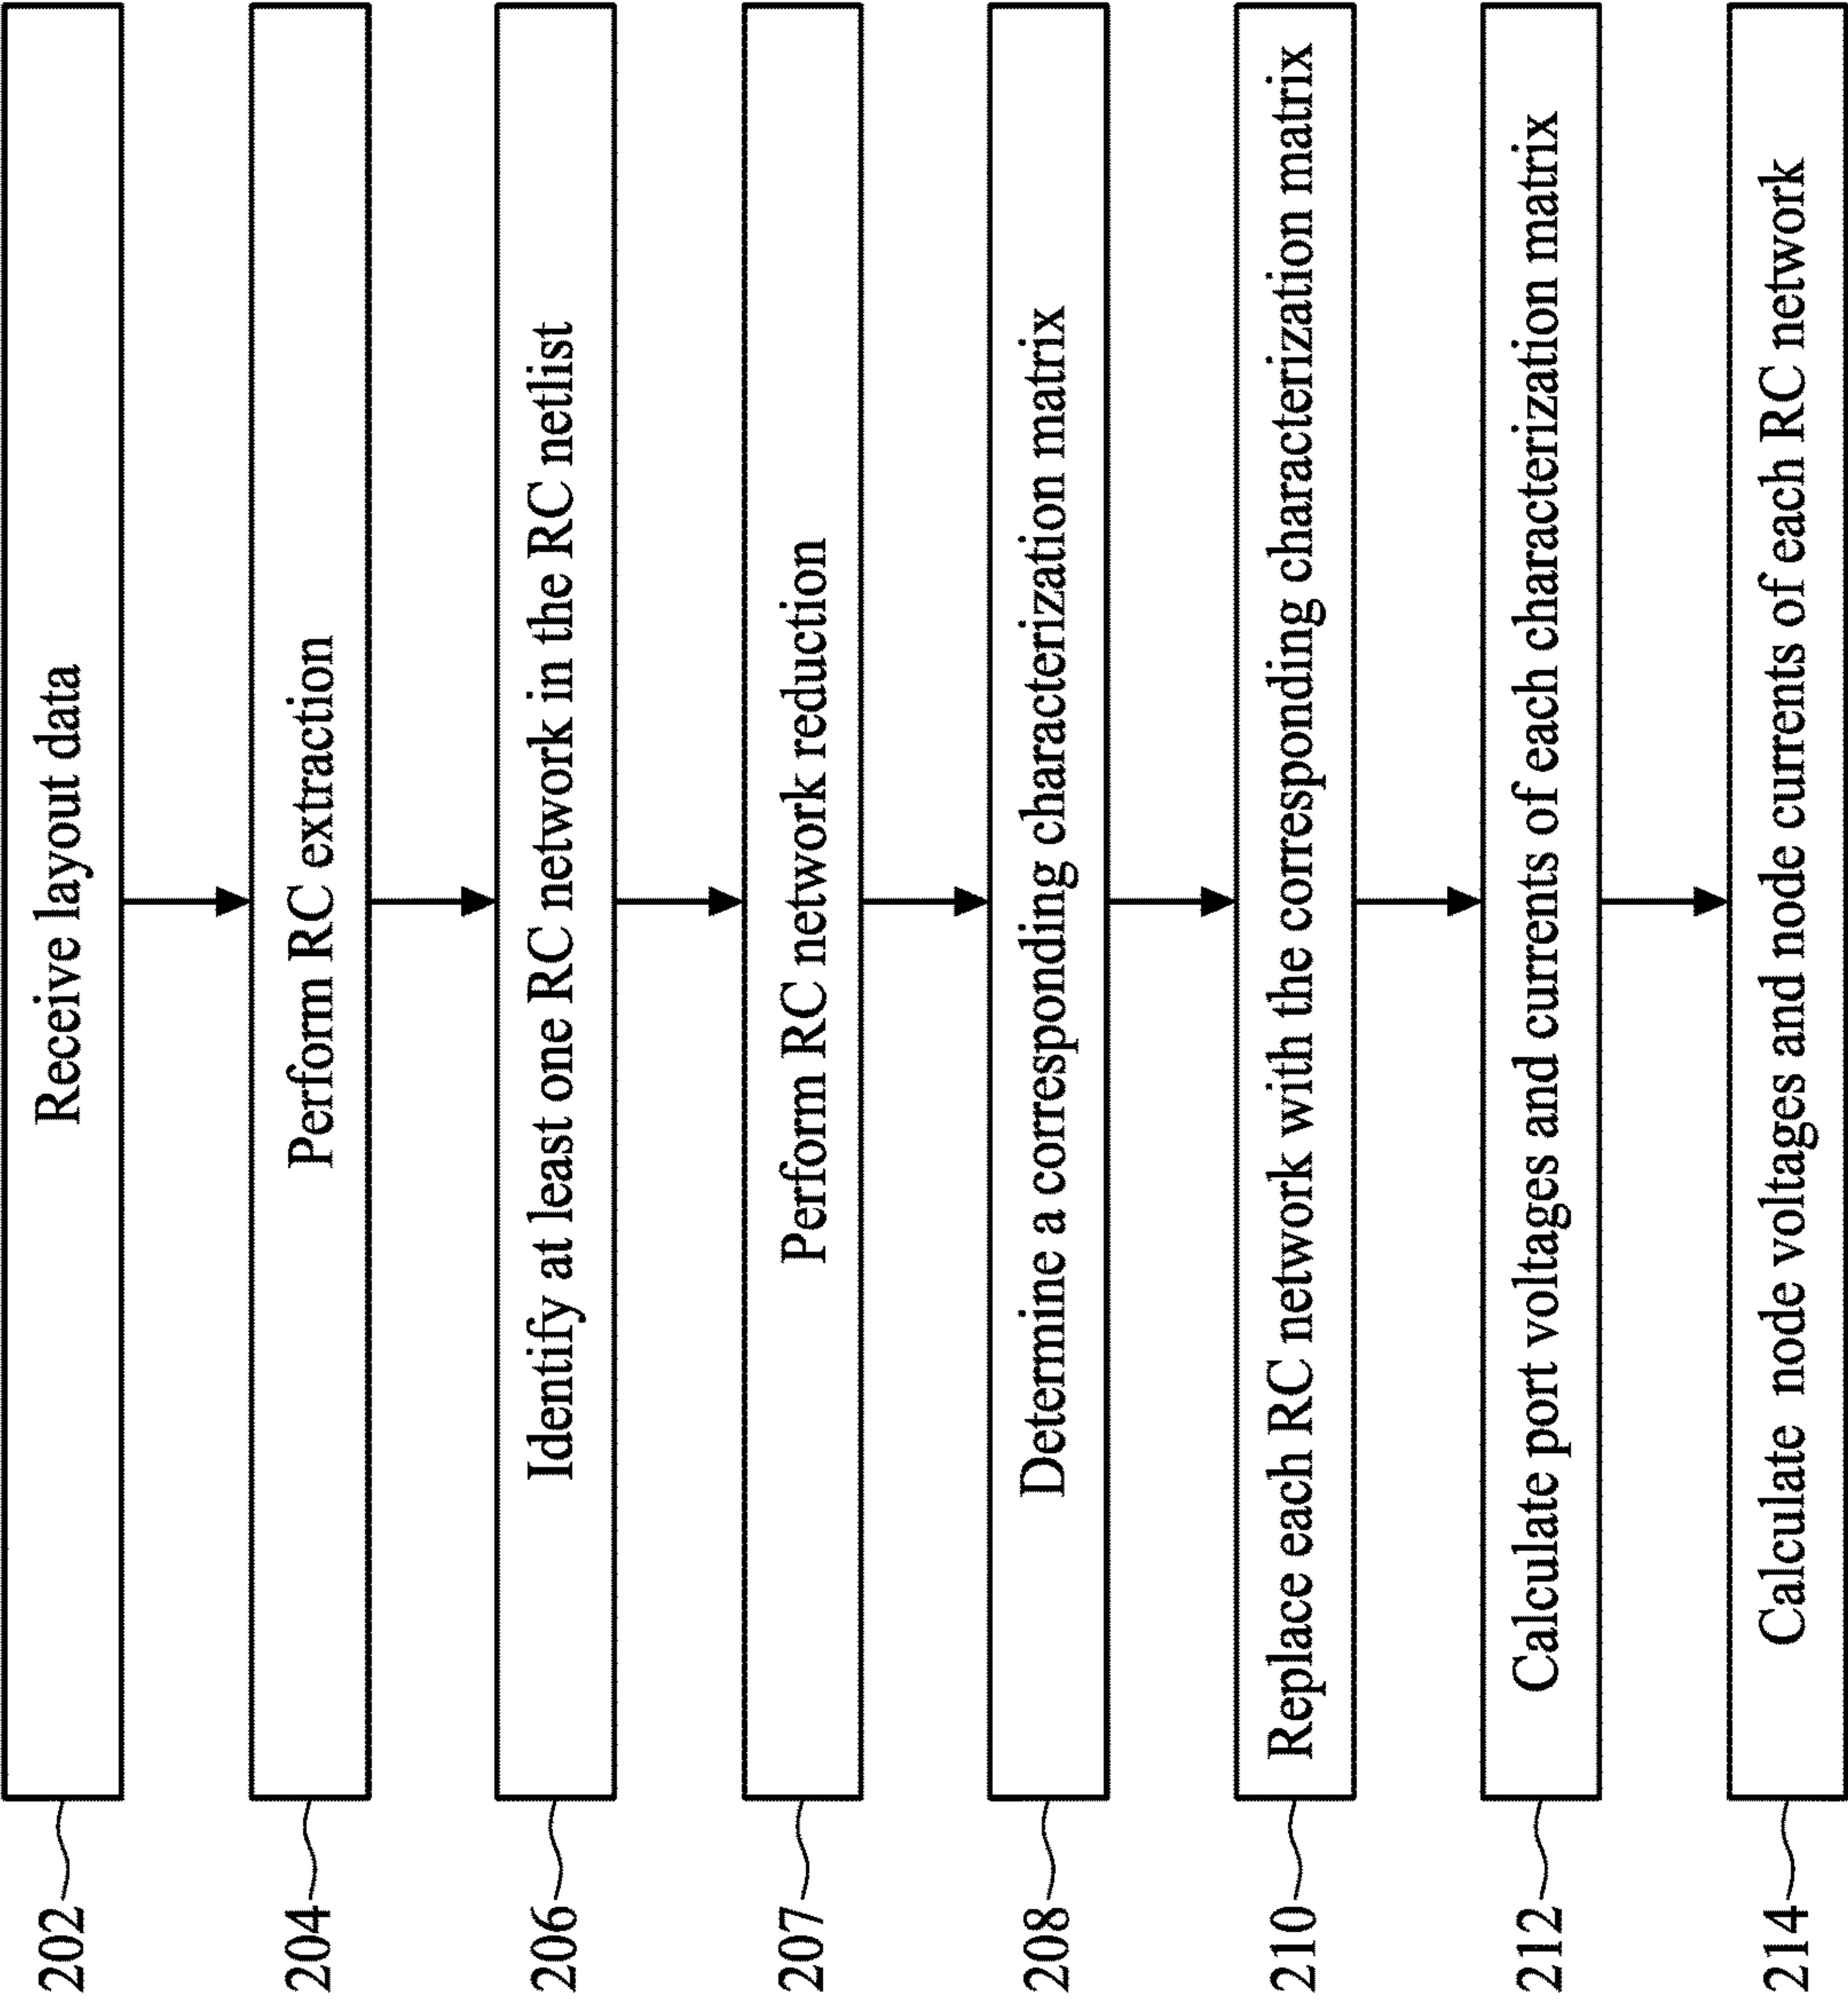 202 Receive layout data
204 Perform RC extraction
206 Identify at least one RC network in the RC netlist
207 Perform RC network reduction
208 Determine a corresponding characterization matrix
210 Replace each RC network with the corresponding characterization matrix
212 Calculate port voltages and currents of each characterization matrix
214 Calculate node voltages and node currents of each RC network